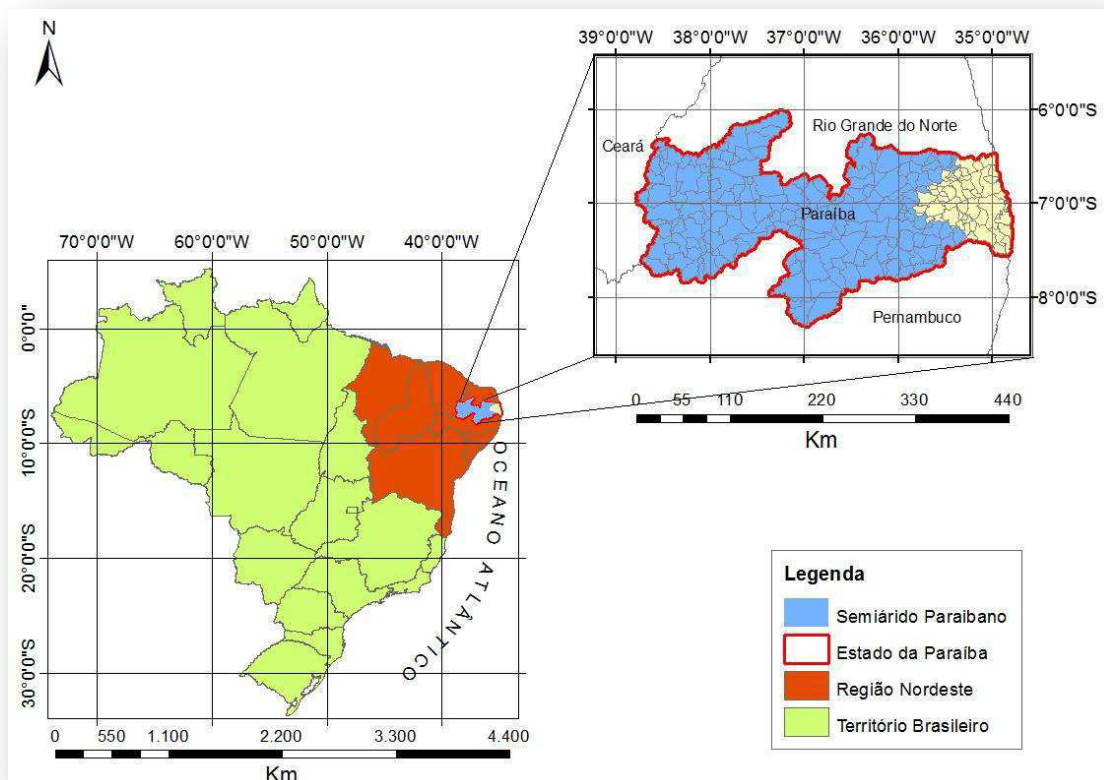 N
39°0'0"W 38°0'0"W 37°0'0"W 36°0'0"W 35°0'0"W
6°0'0"S
Rio Grande do Norte
Ceará
Paraíba
7°0'0"S
8°0'0"S
Pernambuco
0 55 110 220 330 440
Km
70°0'0"W 60°0'0"W 50°0'0"W 40°0'0"W
0°0'0"
10°0'0"S
20°0'0"S
30°0'0"S
OCEANO ATLÂNTICO
0 550 1.100 2.200 3.300 4.400
Km
Legenda
Semiárido Paraibano
Estado da Paraíba
Região Nordeste
Território Brasileiro